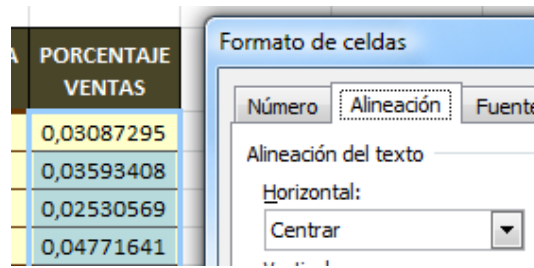 A PORCENTAJE
VENTAS
0,03087295
0,03593408
0,02530569
0,04771641
Formato de celdas
Número Alineación Fuente
Alineación del texto
Horizontal:
Centrar